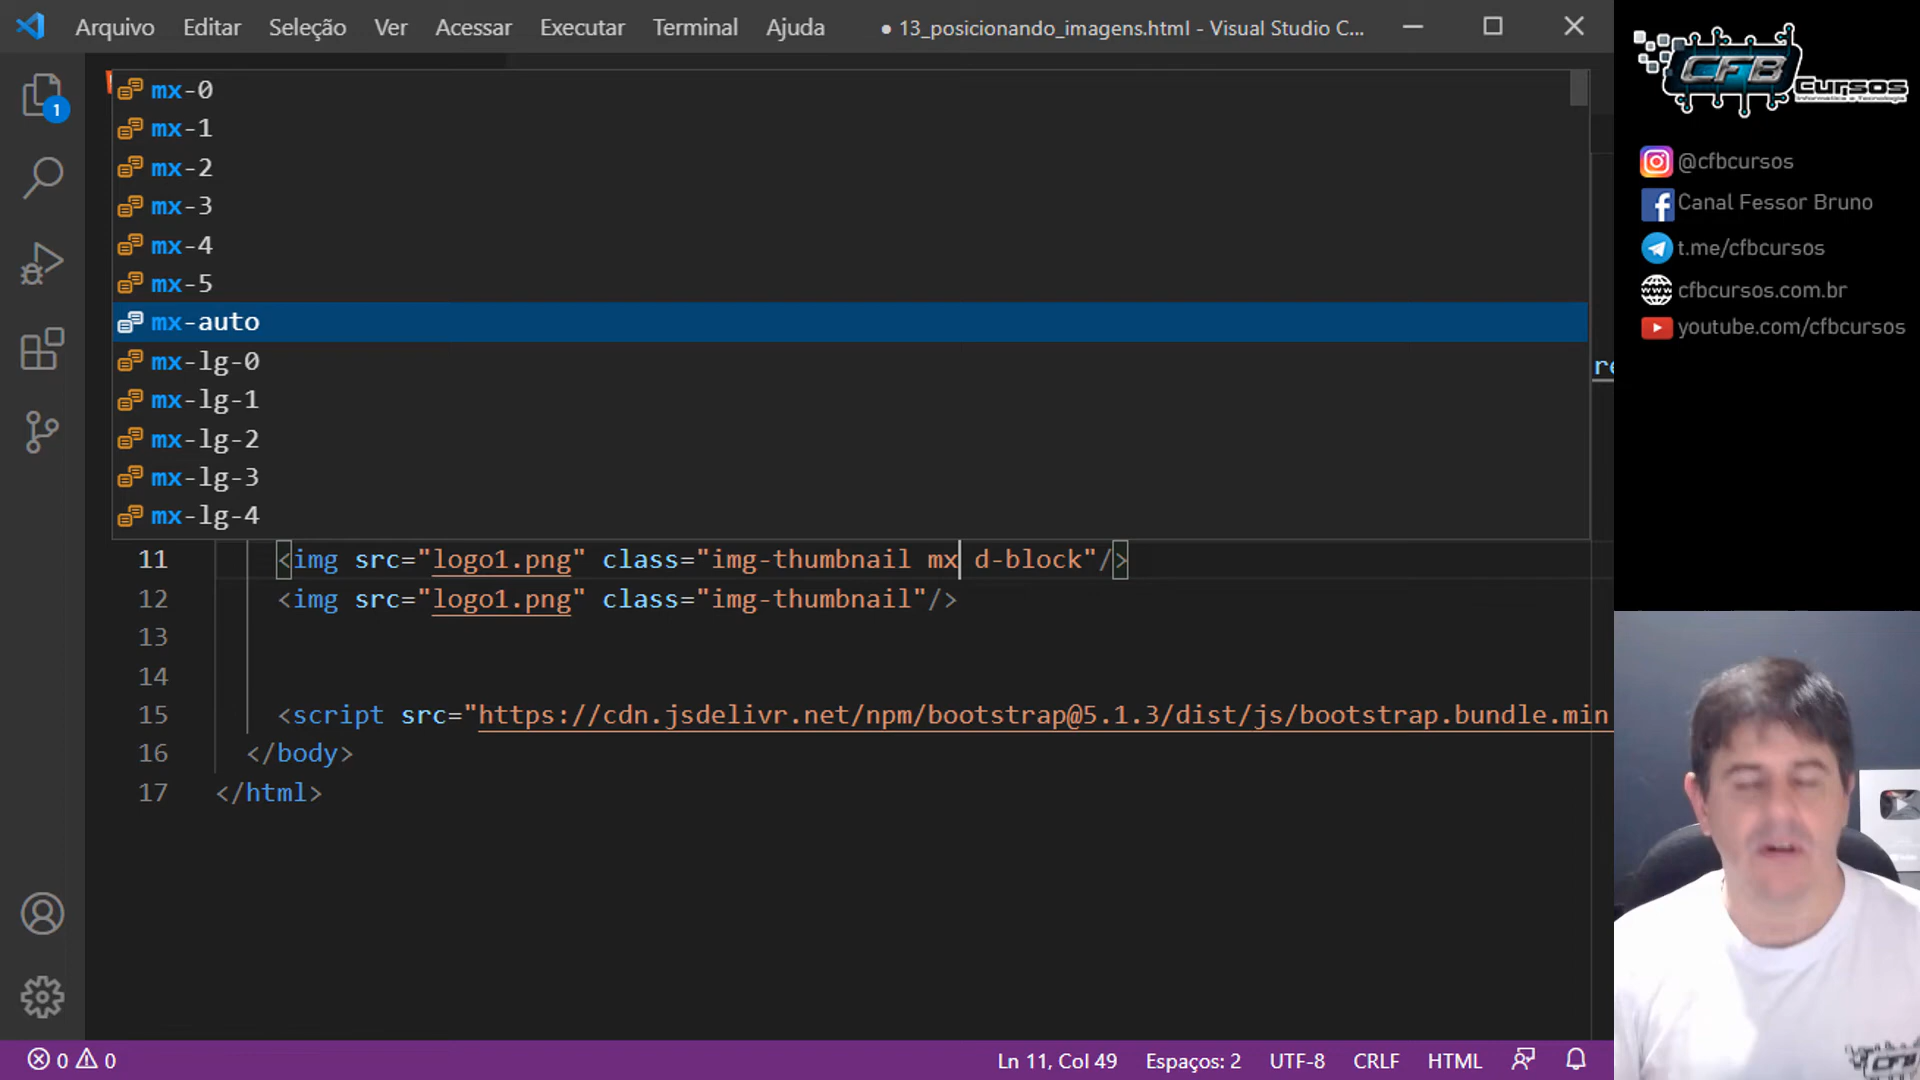 Arquivo Editar Seleção Ver Acessar Executar Terminal Ajuda ● 13_posicionando_imagens.html - Visual Studio C...
1
mx-0
mx-1
mx-2
mx-3
mx-4
mx-5
mx-auto
mx-lg-0
mx-lg-1
mx-lg-2
mx-lg-3
mx-lg-4
re
11 <img src="logo1.png" class="img-thumbnail mx d-block"/>
12 <img src="logo1.png" class="img-thumbnail"/>
13
14
15 <script src="https://cdn.jsdelivr.net/npm/bootstrap@5.1.3/dist/js/bootstrap.bundle.min
16 </body>
17 </html>
0 0 Ln 11, Col 49 Espaços: 2 UTF-8 CRLF HTML
CFB Cursos
Informática e Tecnologia
@cfbcursos
Canal Fessor Bruno
t.me/cfbcursos
cfbcursos.com.br
youtube.com/cfbcursos
CFB